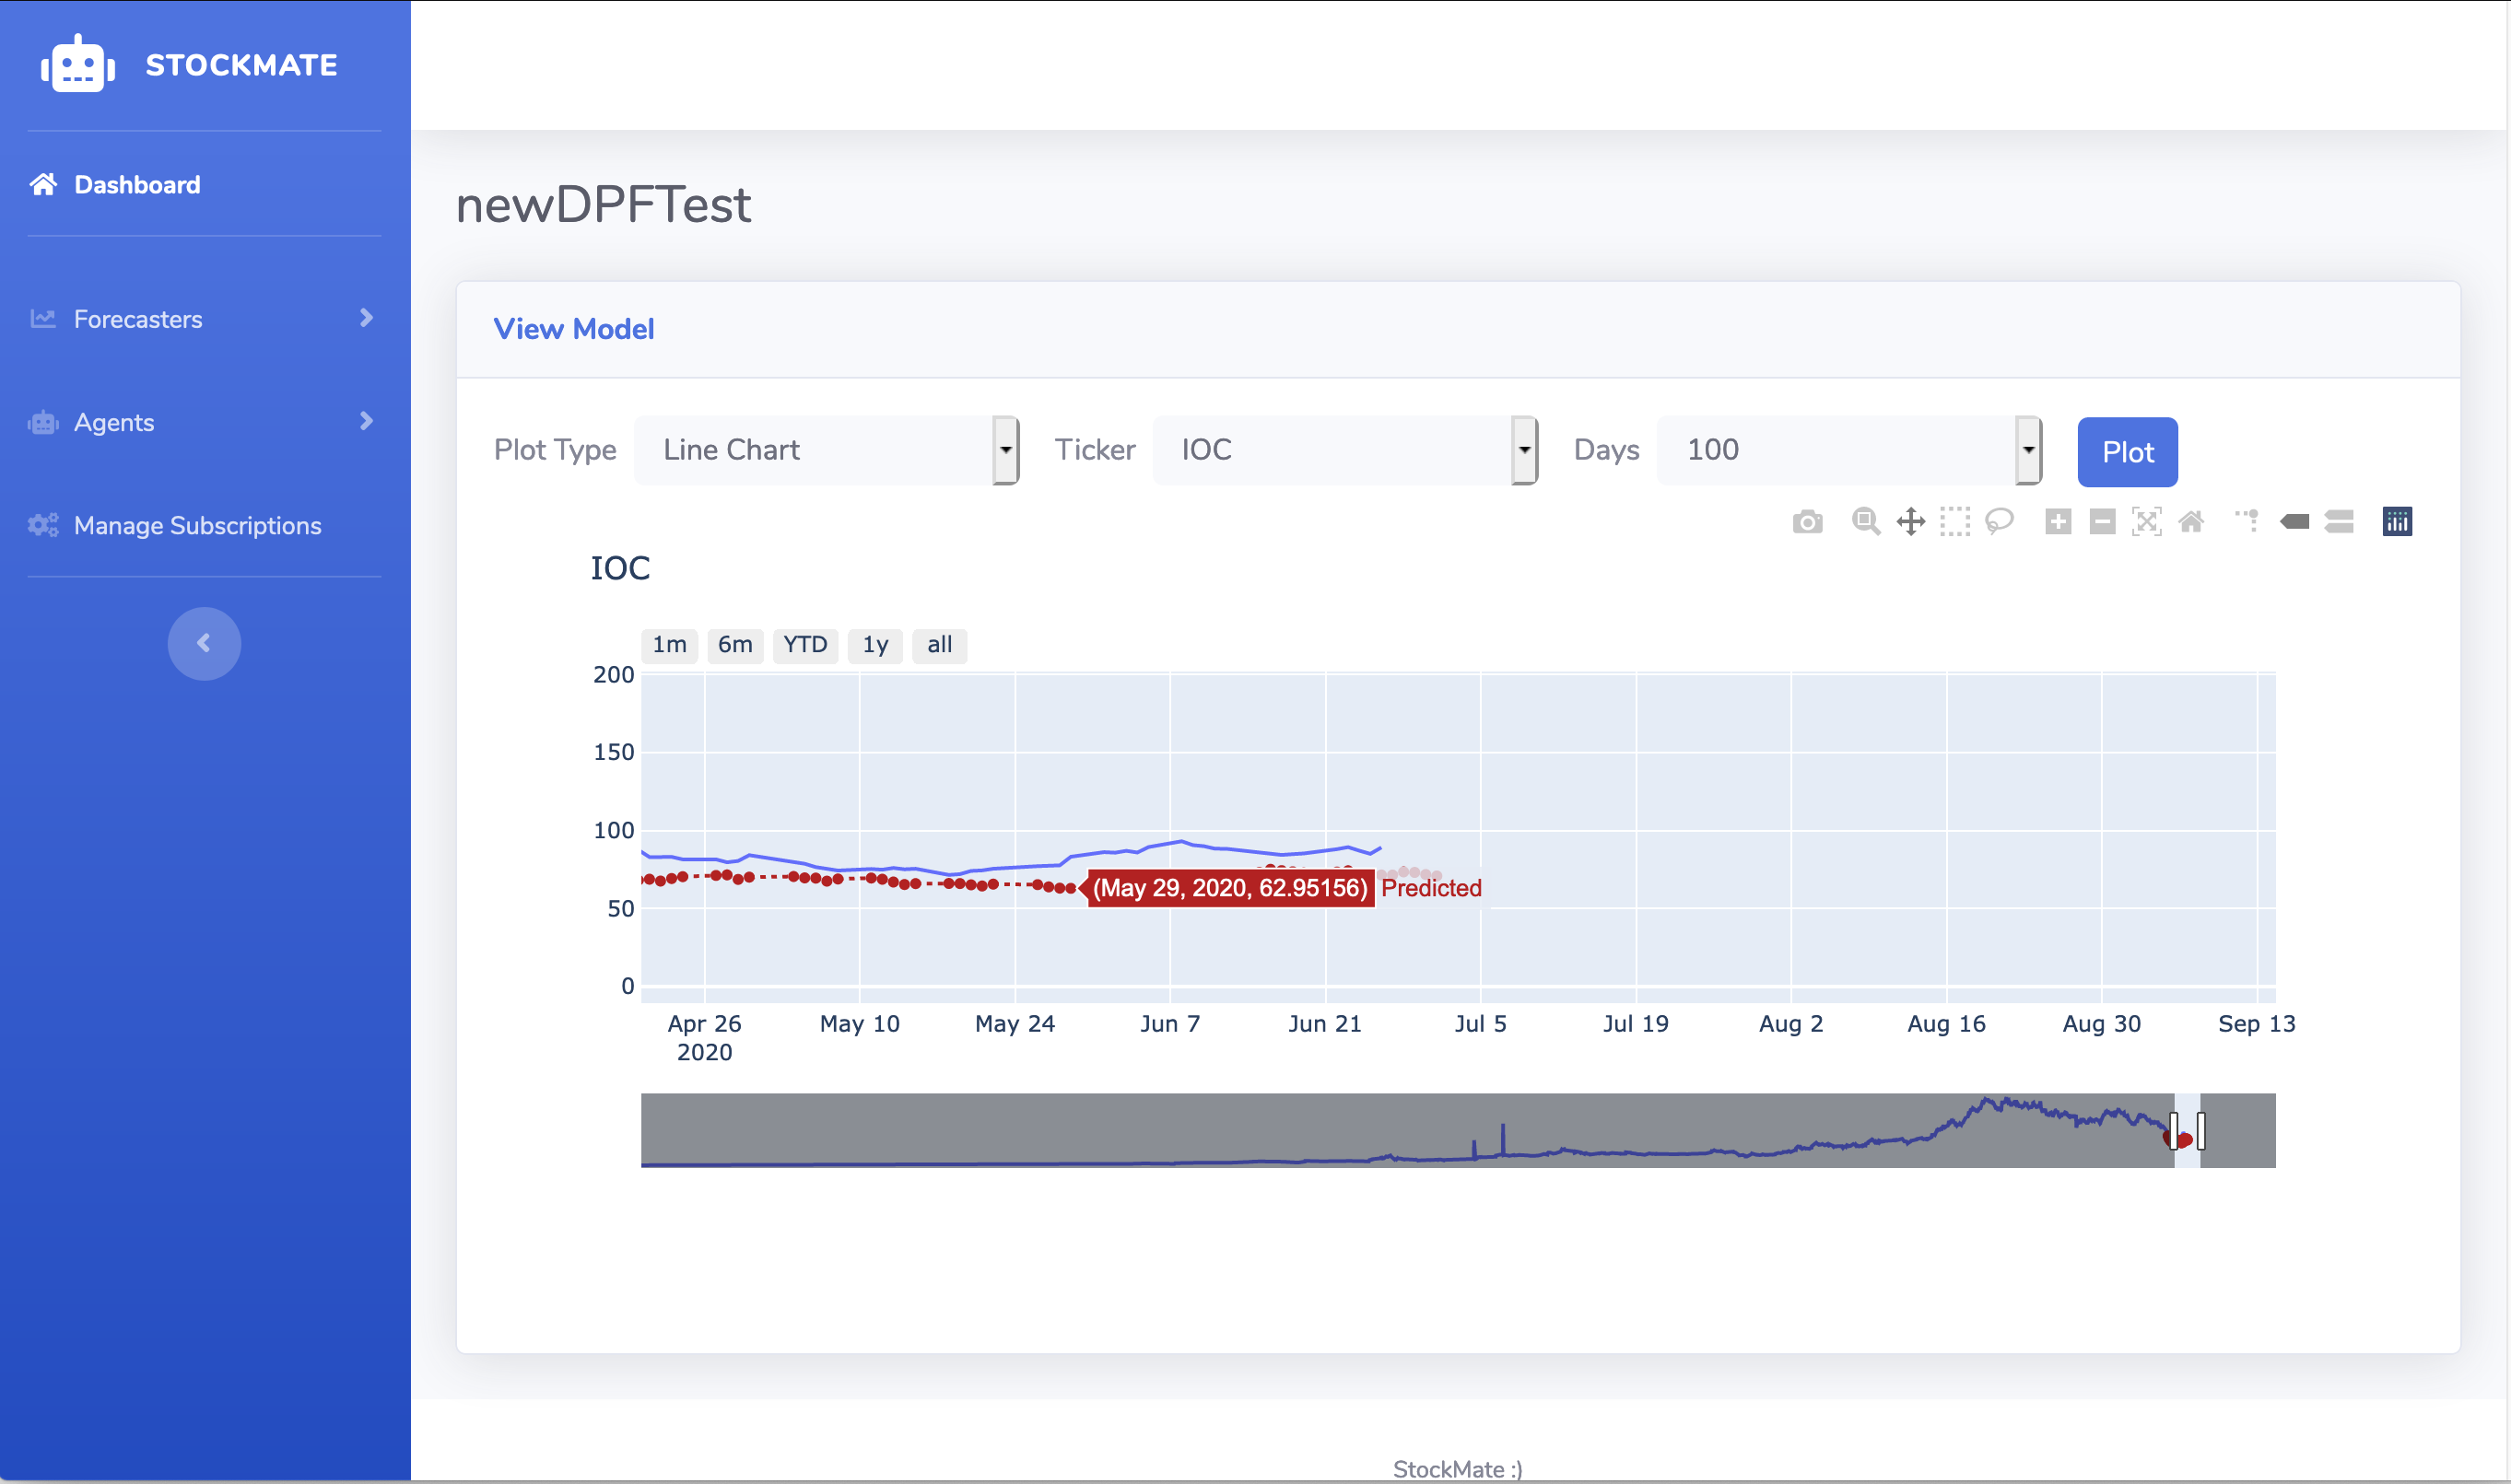 STOCKMATE
Dashboard
Forecasters
Agents
Manage Subscriptions
newDPFTest
View Model
Plot Type Line Chart Ticker IOC Days 100 Plot
IOC
1m 6m YTD 1y all
200
150
100
50
0
(May 29, 2020, 62.95156) Predicted
Apr 26 May 10 May 24 Jun 7 Jun 21 Jul 5 Jul 19 Aug 2 Aug 16 Aug 30 Sep 13
2020
StockMate :)